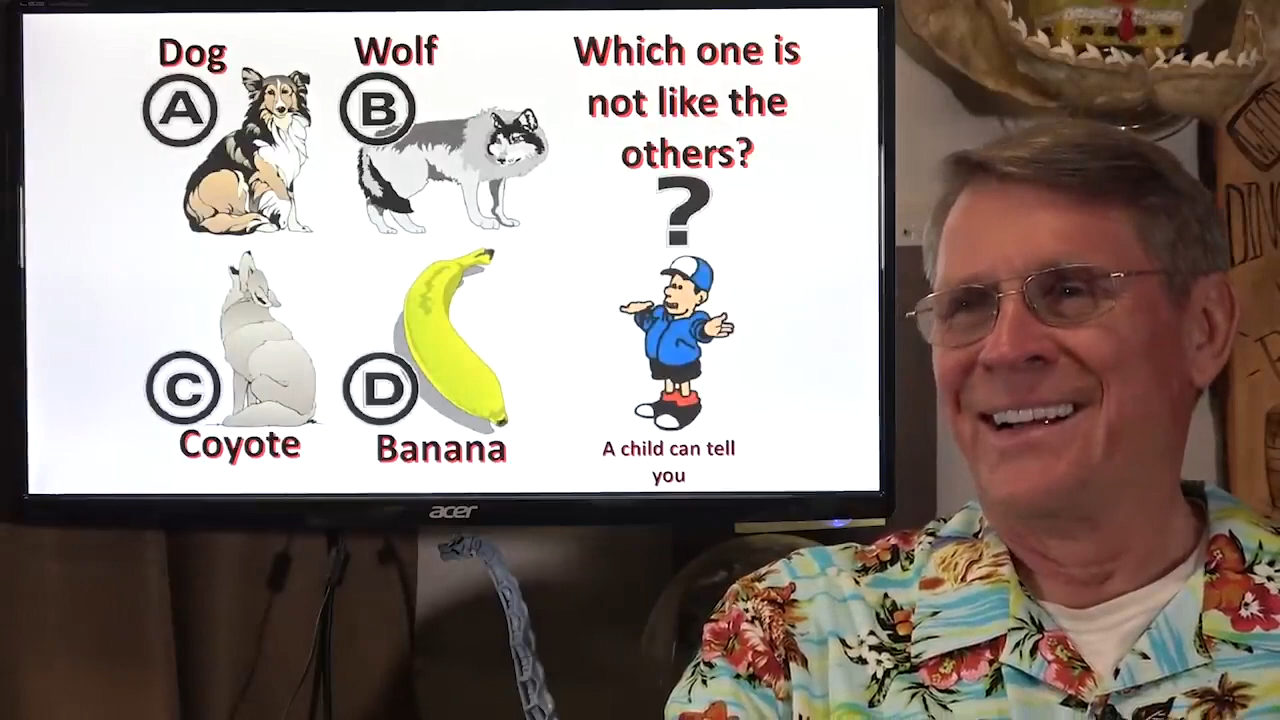 Dog
A
Wolf
B
C
Coyote
D
Banana
Which one is
not like the
others?
?
A child can tell
you
acer